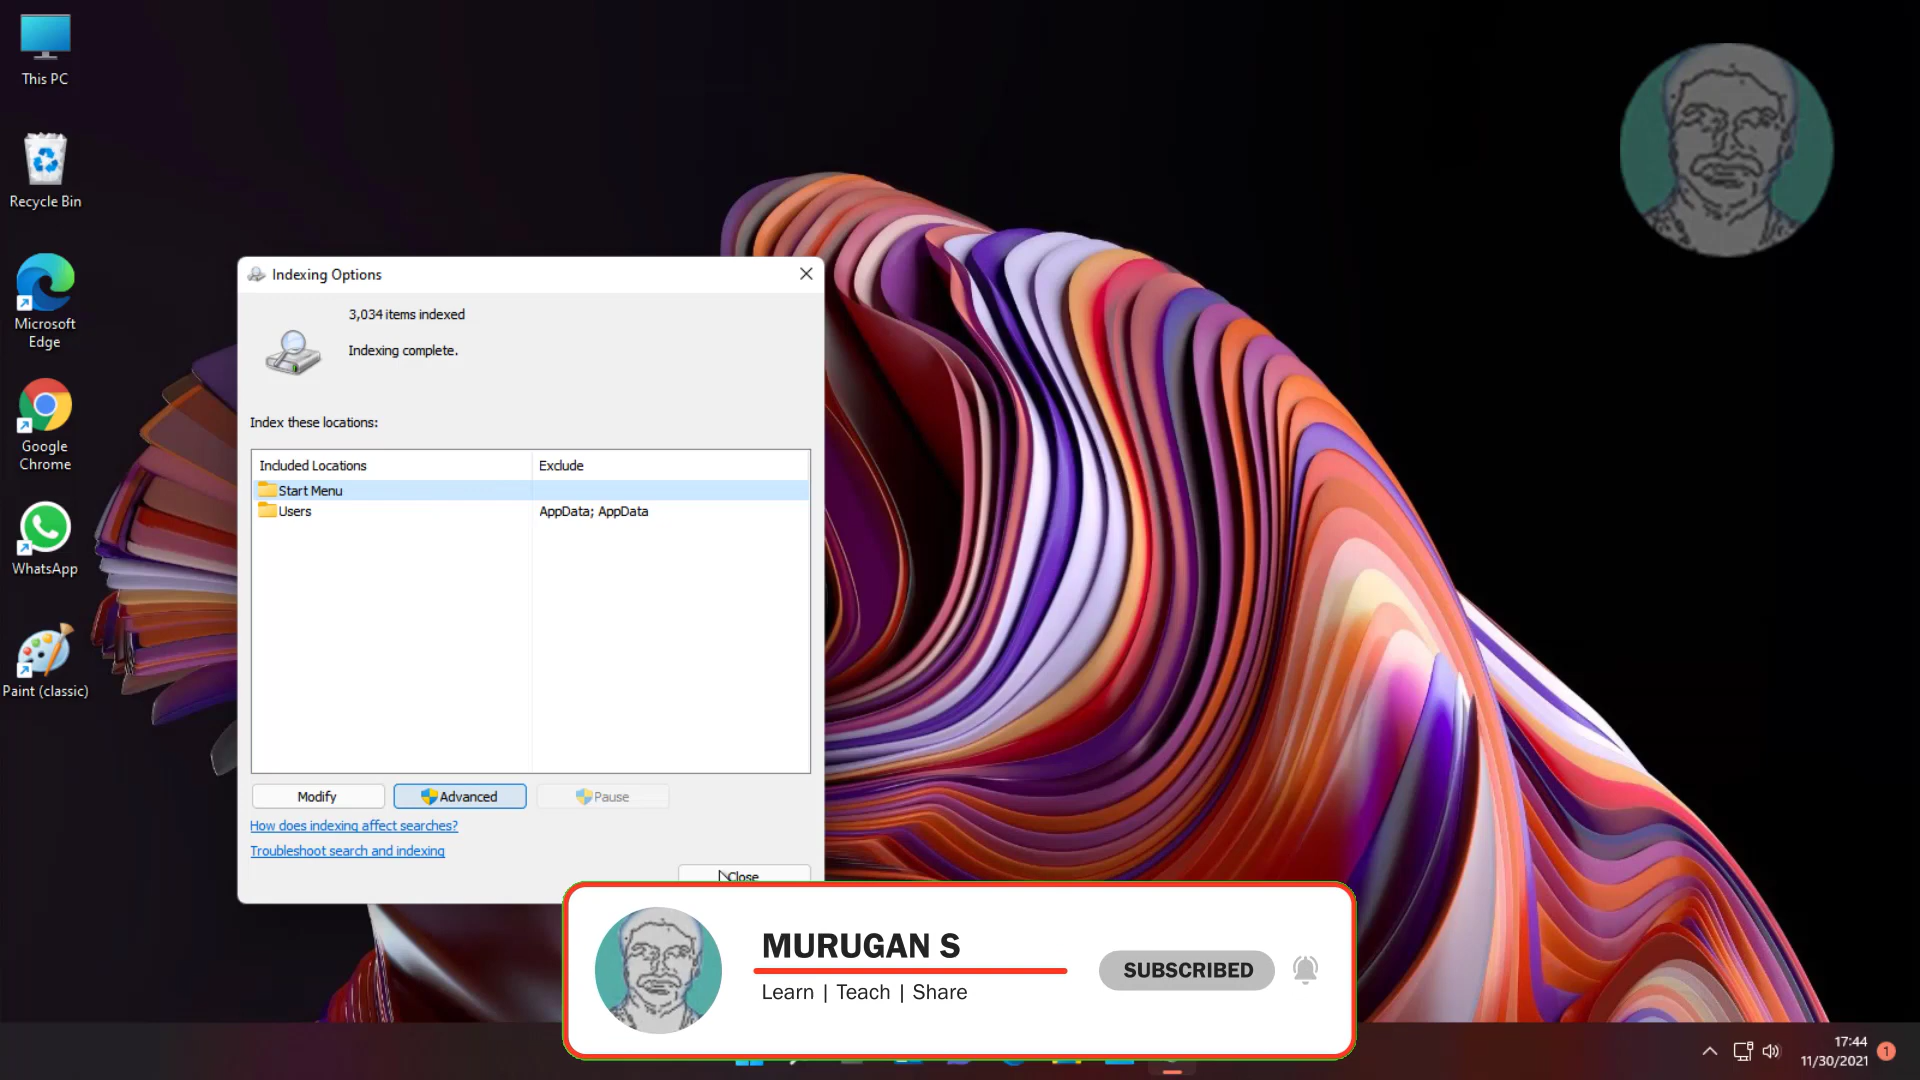 This PC
Recycle Bin
Microsoft
Edge
Google
Chrome
WhatsApp
Paint (classic)
Indexing Options
3,034 items indexed
Indexing complete.
Index these locations:
Included Locations Exclude
Start Menu
Users AppData; AppData
Modify Advanced Pause
How does indexing affect searches?
Troubleshoot search and indexing
Close
MURUGAN S
Learn | Teach | Share
SUBSCRIBED
17:44
11/30/2021
1